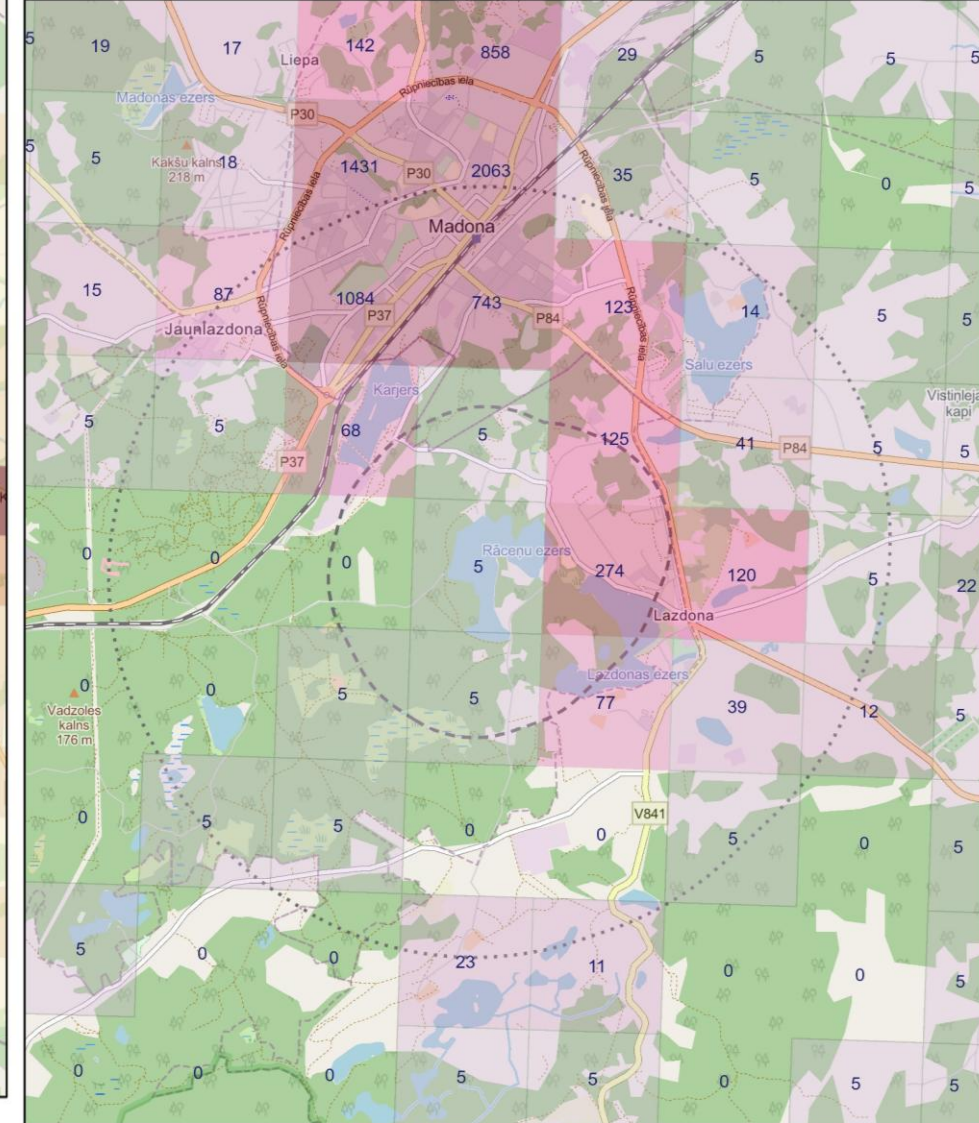 5 19 17 142 858 29 5 5 5
Liepa
Rūpniecības iela
Madonas ezers
P30
5 5 18 1431 P30 2063 35 5 0 5
Kakšu kalns
218 m
Rūpniecības iela
Rūpniecības iela
Madona
15 87 1084 743 P84 123 14 5 5
P37
Rūpniecības iela
Jaunlazdona
Rūpniecības iela
Salu ezers
Karjers
Vistinleja
kapi
5 5 68 5 125 41 P84 5 5
P37
0 0 0 5 274 120 5 22
Rāceņu ezers
Lazdona
Lazdonas ezers
0 0 5 5 77 39 12 5
Vadzoles
kalns
176 m
V841
0 5 5 0 0 5 0 5
5 0 0 23 11 0 0 5
0 0 0 5 5 0 5 5